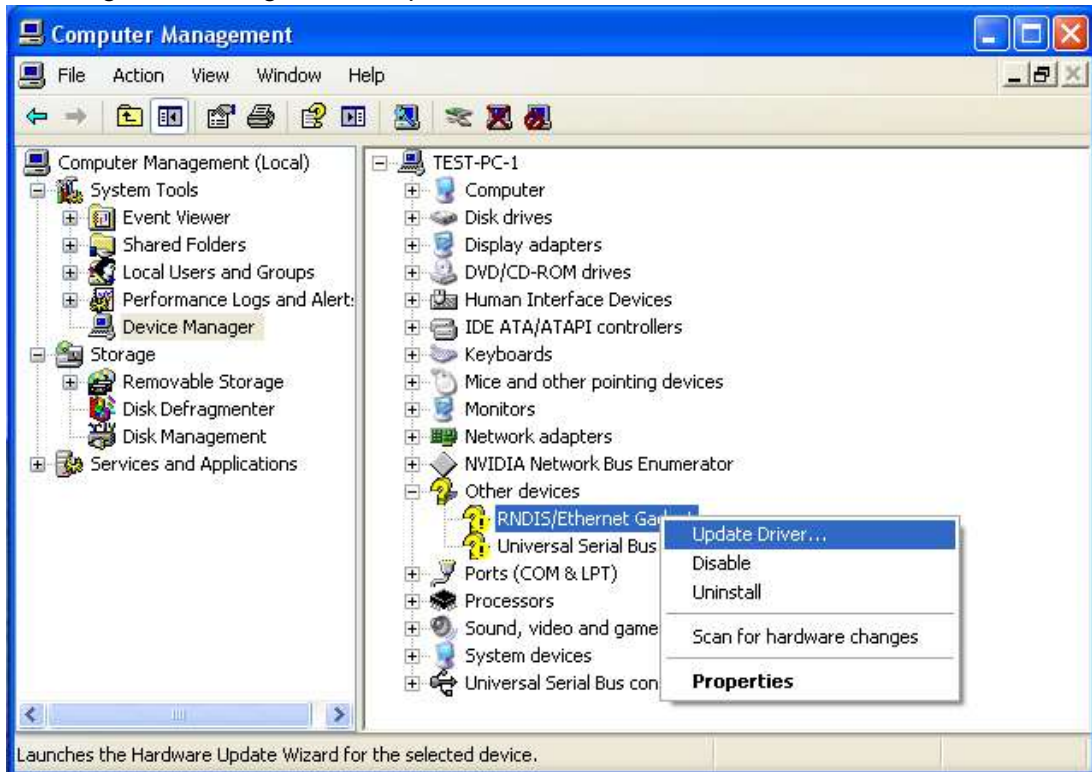 Computer Management
File Action View Window Help
Computer Management (Local)
System Tools
Event Viewer
Shared Folders
Local Users and Groups
Performance Logs and Alert
Device Manager
Storage
Removable Storage
Disk Defragmenter
Disk Management
Services and Applications
TEST-PC-1
Computer
Disk drives
Display adapters
DVD/CD-ROM drives
Human Interface Devices
IDE ATA/ATAPI controllers
Keyboards
Mice and other pointing devices
Monitors
Network adapters
NVIDIA Network Bus Enumerator
Other devices
RNDIS/Ethernet
Universal Serial Bus
Ports (COM & LPT)
Processors
Sound, video and game
System devices
Universal Serial Bus con
Update Driver...
Disable
Uninstall
Scan for hardware changes
Properties
Launches the Hardware Update Wizard for the selected device.